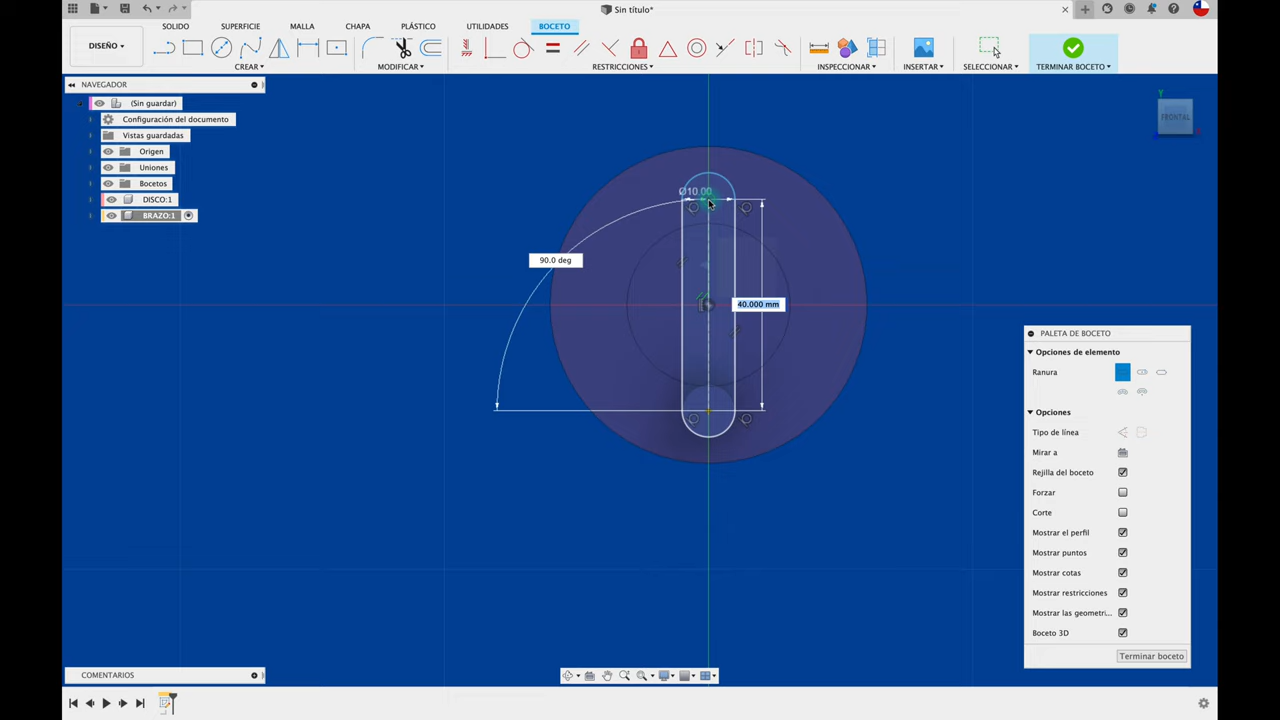 Sin título*
SÓLIDO
SUPERFICIE
MALLA
CHAPA
PLÁSTICO
UTILIDADES
BOCETO
DISEÑO ▾
CREAR ▾
MODIFICAR ▾
RESTRICCIONES ▾
INSPECCIONAR ▾
INSERTAR ▾
SELECCIONAR ▾
TERMINAR BOCETO ▾
NAVEGADOR
(Sin guardar)
Configuración del documento
Vistas guardadas
Origen
Uniones
Bocetos
DISCO:1
BRAZO:1
Y
FRONTAL
Ø10.00
90.0 deg
40.000 mm
PALETA DE BOCETO
Opciones de elemento
Ranura
Opciones
Tipo de línea
Mirar a
Rejilla del boceto
Forzar
Corte
Mostrar el perfil
Mostrar puntos
Mostrar cotas
Mostrar restricciones
Mostrar las geometri...
Boceto 3D
Terminar boceto
COMENTARIOS